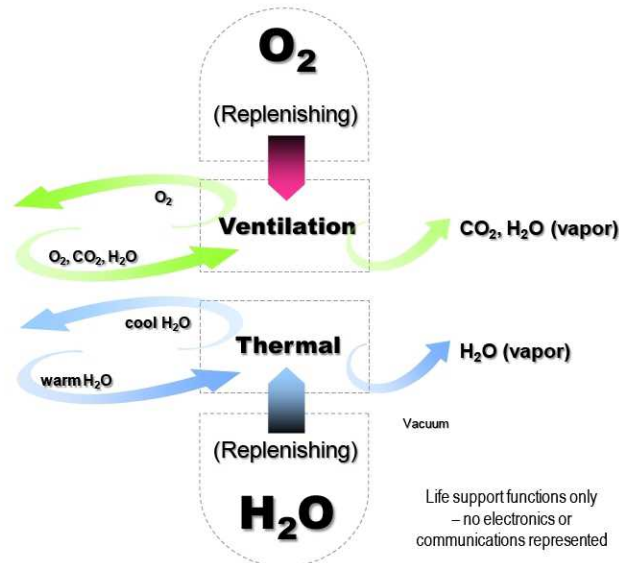 O₂
(Replenishing)
O₂
Ventilation
CO₂, H₂O (vapor)
O₂, CO₂, H₂O
cool H₂O
Thermal
H₂O (vapor)
warm H₂O
Vacuum
(Replenishing)
H₂O
Life support functions only
– no electronics or
communications represented